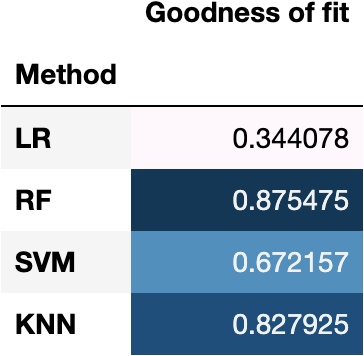 Goodness of fit
Method
LR 0.344078
RF 0.875475
SVM 0.672157
KNN 0.827925